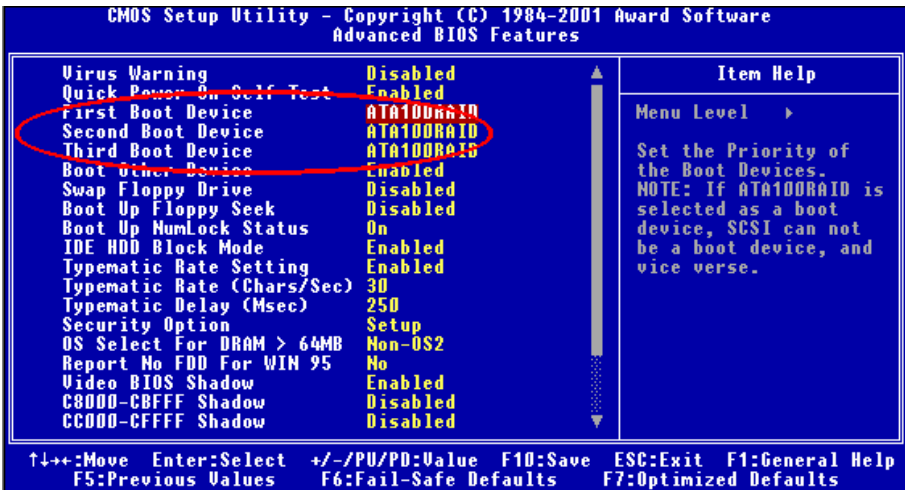 CMOS Setup Utility - Copyright (C) 1984-2001 Award Software
Advanced BIOS Features
Virus Warning Disabled
Quick Power On Self Test Enabled
First Boot Device ATA100RAID
Second Boot Device ATA100RAID
Third Boot Device ATA100RAID
Boot Other Device Enabled
Swap Floppy Drive Disabled
Boot Up Floppy Seek Disabled
Boot Up NumLock Status On
IDE HDD Block Mode Enabled
Typematic Rate Setting Enabled
Typematic Rate (Chars/Sec) 30
Typematic Delay (Msec) 250
Security Option Setup
OS Select For DRAM > 64MB Non-OS2
Report No FDD For WIN 95 No
Video BIOS Shadow Enabled
C8000-CBFFF Shadow Disabled
CC000-CFFFF Shadow Disabled
Item Help
Menu Level ▸
Set the Priority of
the Boot Devices.
NOTE: If ATA100RAID is
selected as a boot
device, SCSI can not
be a boot device, and
vice verse.
↑↓→←:Move Enter:Select +/-/PU/PD:Value F10:Save ESC:Exit F1:General Help
F5:Previous Values F6:Fail-Safe Defaults F7:Optimized Defaults